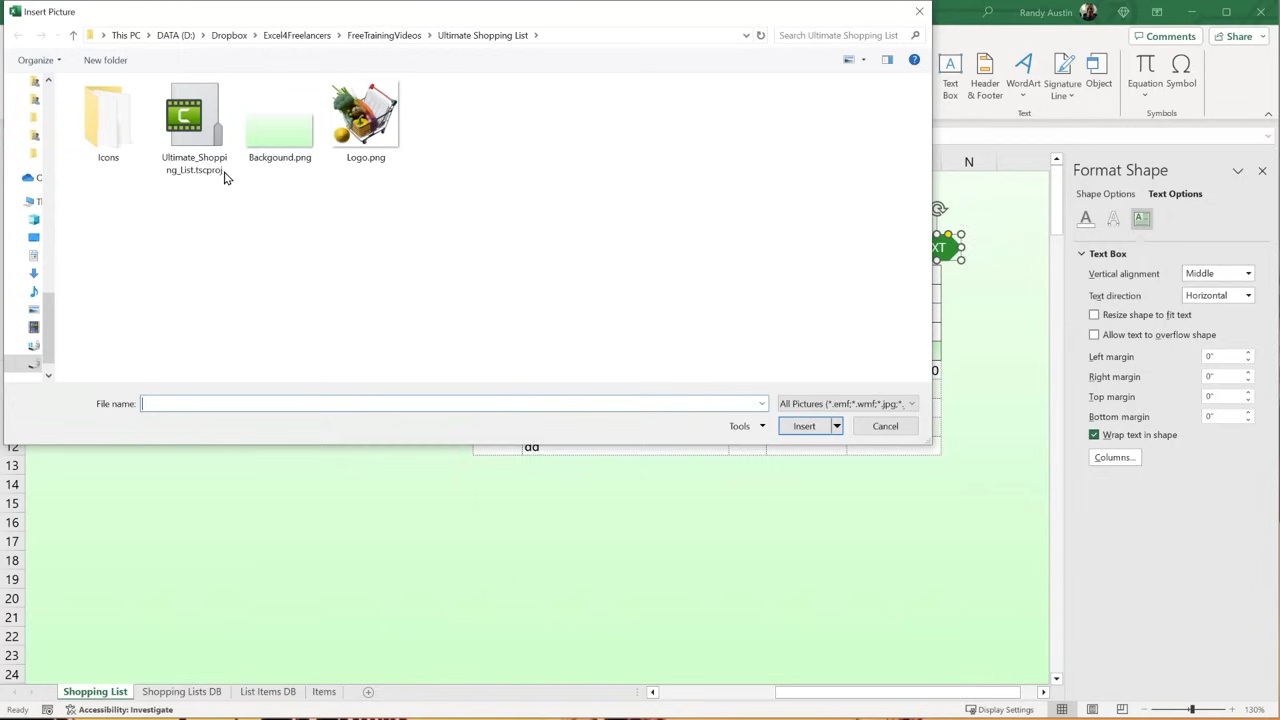 Insert Picture
Randy Austin
This PC > DATA (D:) > Dropbox > Excel4Freelancers > FreeTrainingVideos > Ultimate Shopping List >
Search Ultimate Shopping List
Comments
Share
Organize
New folder
Text Box
Header & Footer
WordArt
Signature Line
Object
Equation
Symbol
Text
Symbols
Icons
Ultimate_Shopping_List.tscproj
Backgound.png
Logo.png
N
Format Shape
Shape Options
Text Options
XT
Text Box
Vertical alignment
Middle
Text direction
Horizontal
Resize shape to fit text
Allow text to overflow shape
Left margin
0"
Right margin
0"
Top margin
0"
Bottom margin
0"
Wrap text in shape
Columns...
0
File name:
All Pictures (*.emf;*.wmf;*.jpg;*.
Tools
Insert
Cancel
12
dd
13
14
15
16
17
18
19
20
21
22
23
24
Shopping List
Shopping Lists DB
List Items DB
Items
Ready
Accessibility: Investigate
Display Settings
130%